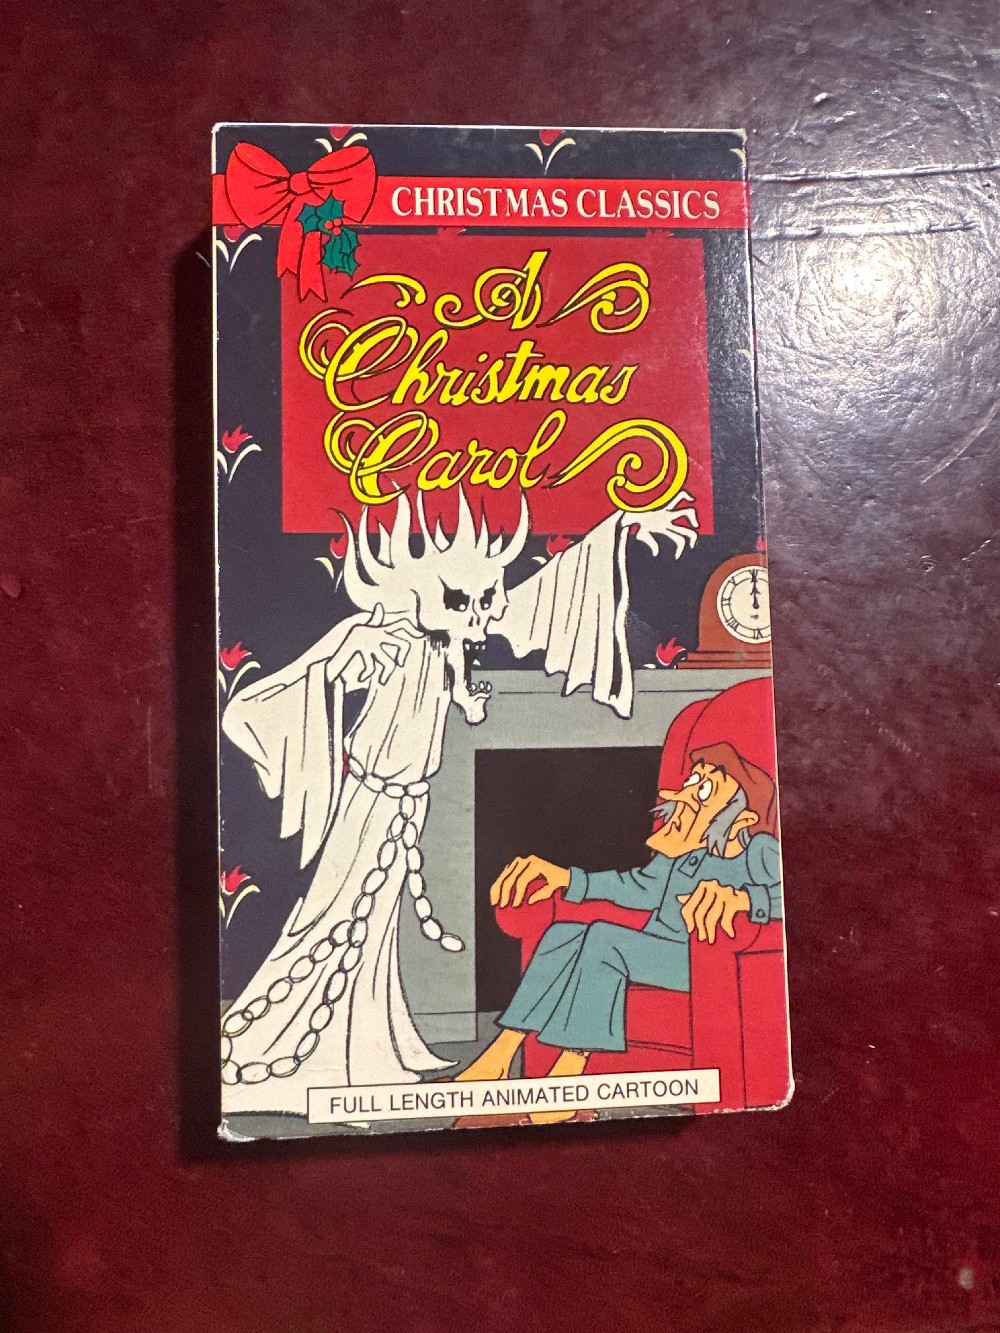 CHRISTMAS CLASSICS
A
Christmas
Carol
FULL LENGTH ANIMATED CARTOON